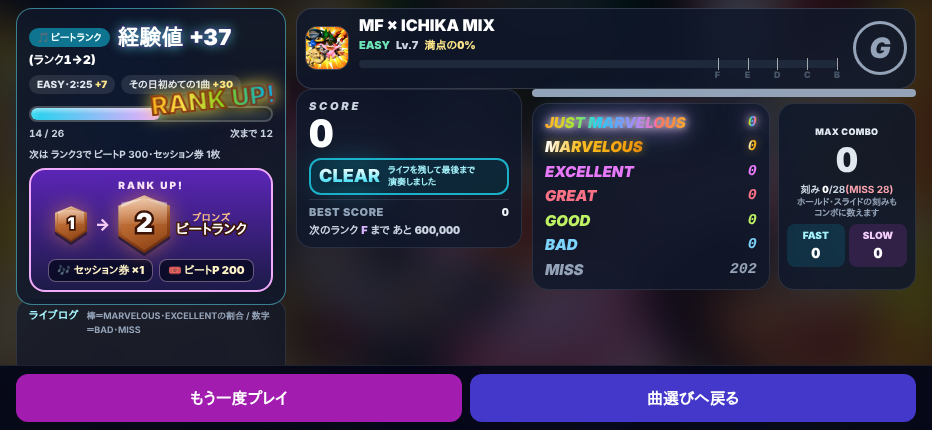 🎵 ビートランク 経験値 +37
(ランク1→2)
EASY・2:25 +7 その日初めての1曲 +30
RANK UP!
14 / 26 次まで 12
次は ランク3で ビートP 300・セッション券 1枚
RANK UP!
1 → 2 ブロンズ
ビートランク
🎶 セッション券 ×1 🎟️ ビートP 200
ライブログ 棒=MARVELOUS・EXCELLENTの割合 / 数字
=BAD・MISS
MF × ICHIKA MIX
EASY Lv.7 満点の0%
F E D C B
G
SCORE
0
CLEAR ライフを残して最後まで
演奏しました
BEST SCORE 0
次のランク F まで あと 600,000
JUST MARVELOUS 0
MARVELOUS 0
EXCELLENT 0
GREAT 0
GOOD 0
BAD 0
MISS 202
MAX COMBO
0
刻み 0/28(MISS 28)
ホールド・スライドの刻みも
コンボに数えます
FAST SLOW
0 0
もう一度プレイ 曲選びへ戻る